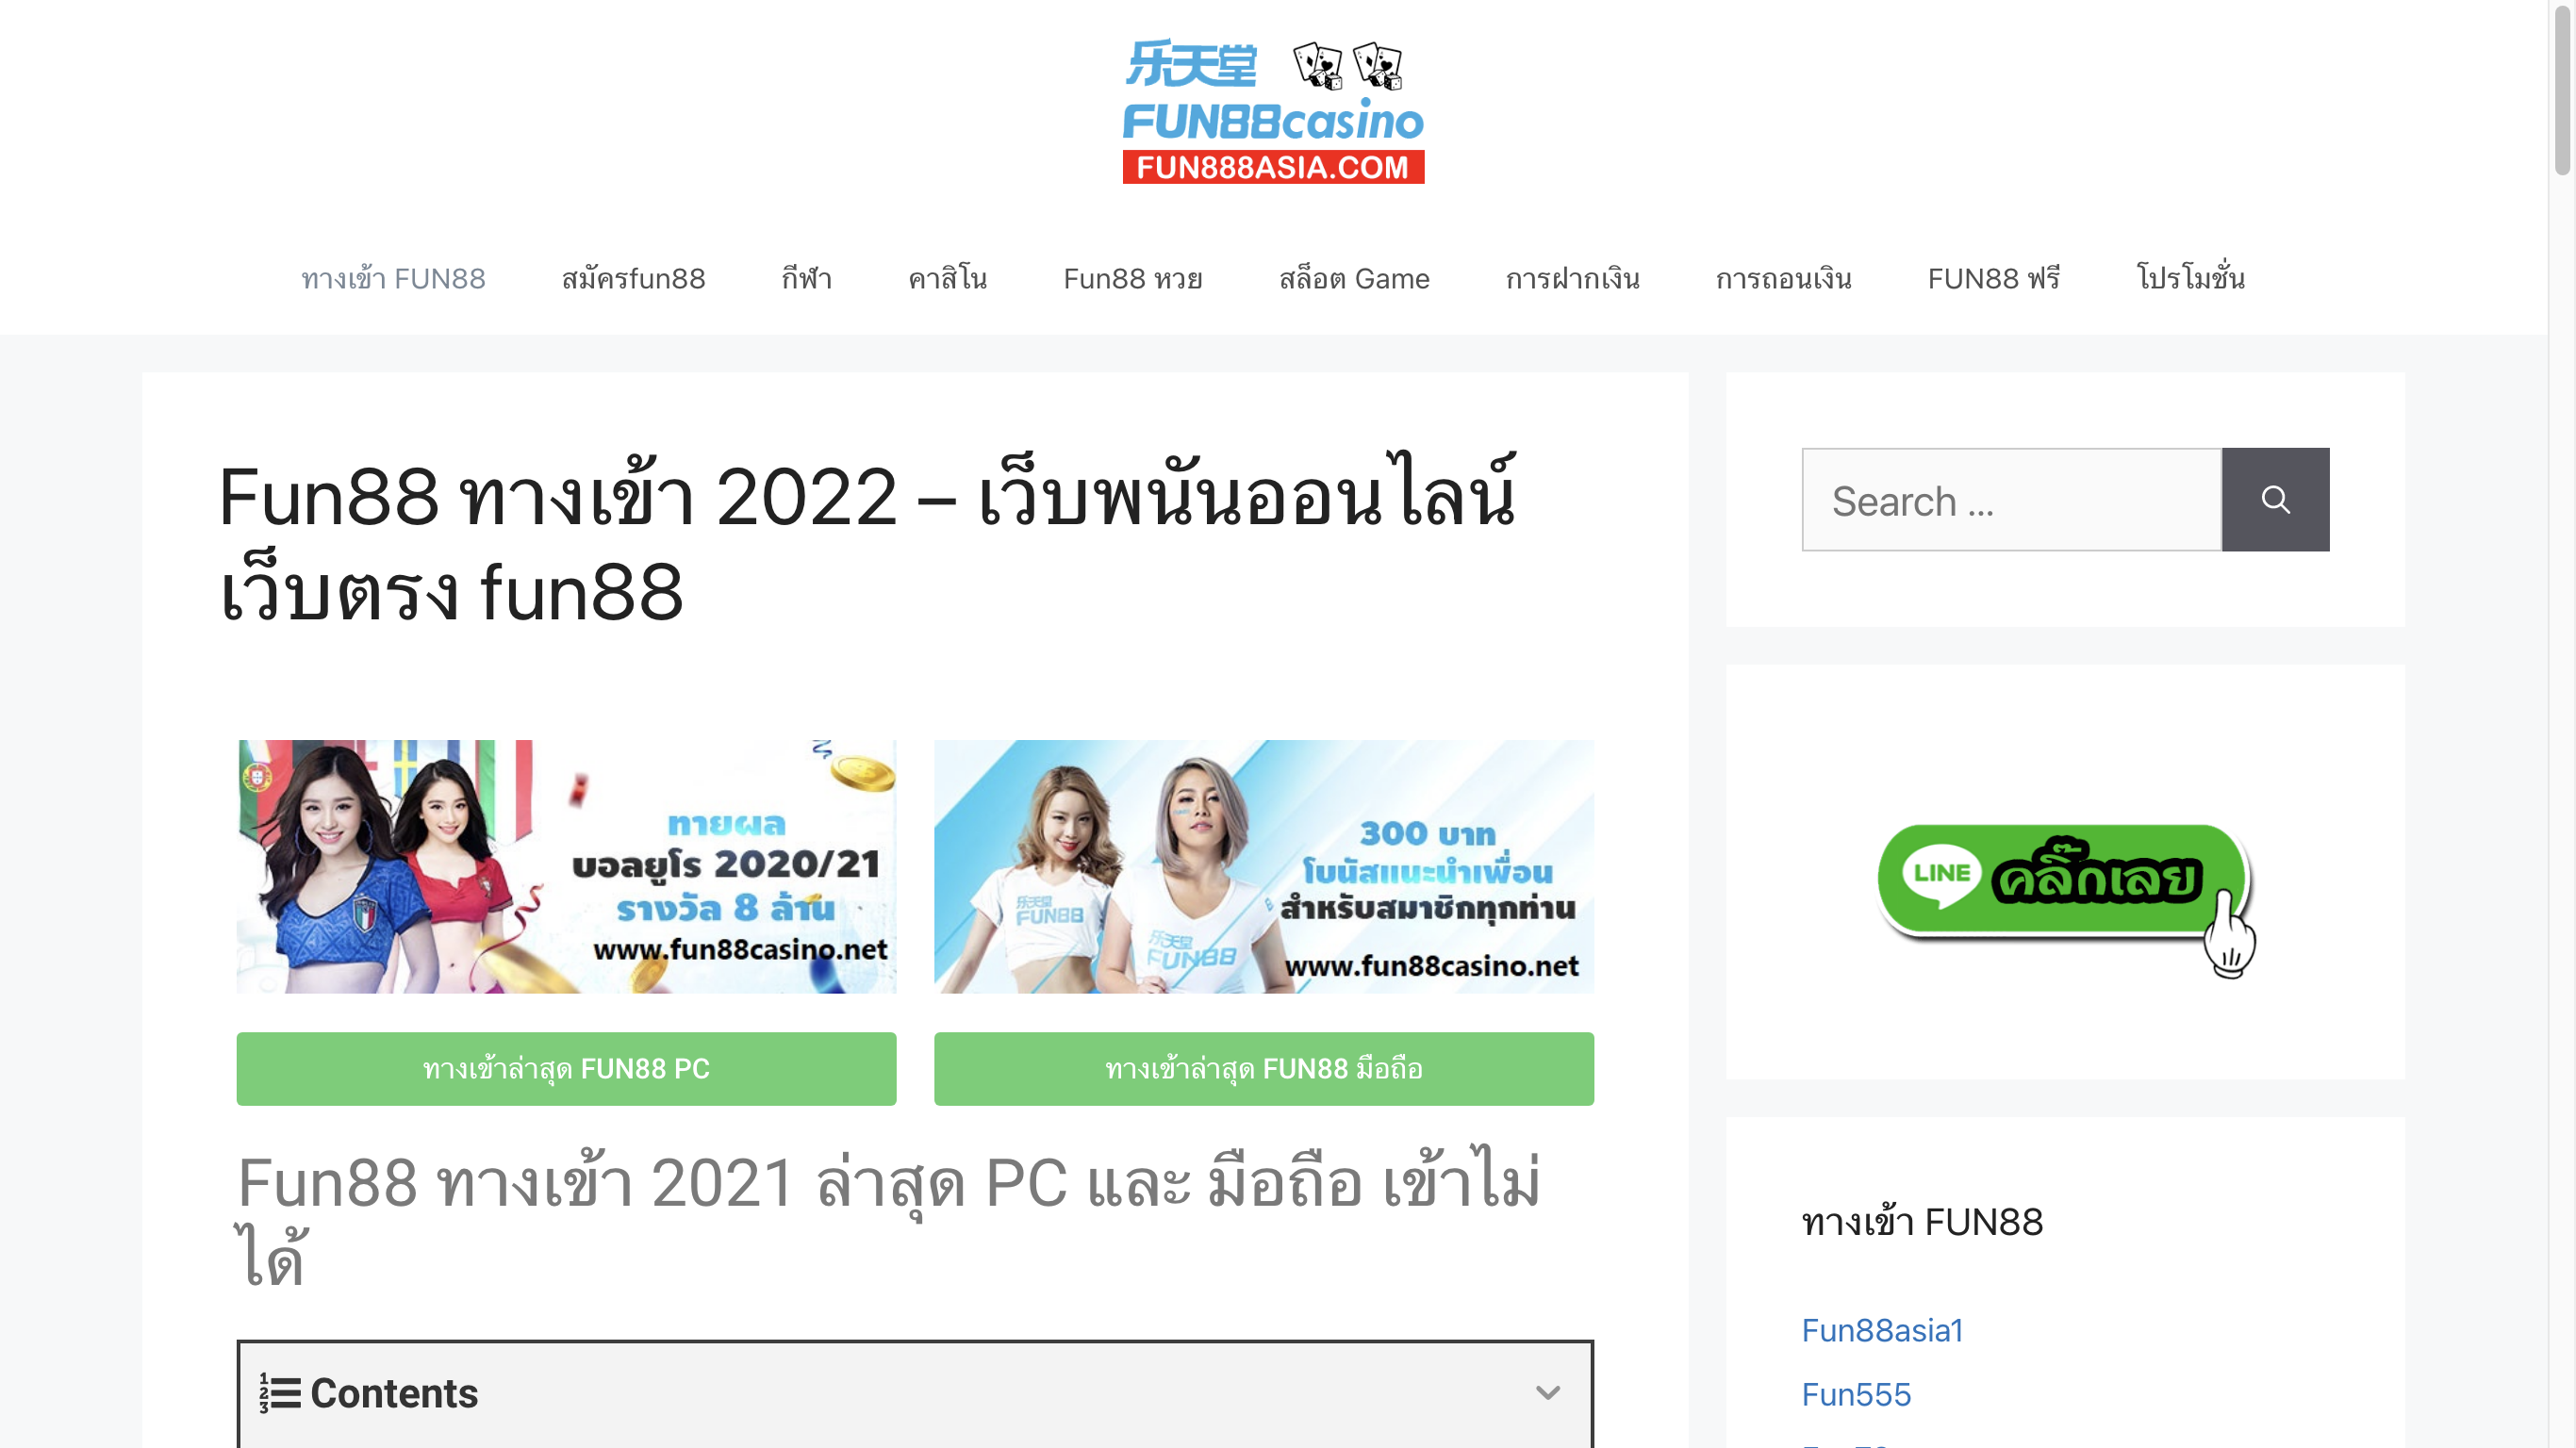 乐天堂
FUN88casino
FUN888ASIA.COM
ทางเข้า FUN88
สมัครfun88
กีฬา
คาสิโน
Fun88 หวย
สล็อต Game
การฝากเงิน
การถอนเงิน
FUN88 ฟรี
โปรโมชั่น
Fun88 ทางเข้า 2022 – เว็บพนันออนไลน์
เว็บตรง fun88
ทายผล
บอลยูโร 2020/21
รางวัล 8 ล้าน
www.fun88casino.net
300 บาท
โบนัสแนะนำเพื่อน
สำหรับสมาชิกทุกท่าน
www.fun88casino.net
乐天堂
FUN88
乐天堂
FUN88
ทางเข้าล่าสุด FUN88 PC
ทางเข้าล่าสุด FUN88 มือถือ
Fun88 ทางเข้า 2021 ล่าสุด PC และ มือถือ เข้าไม่
ได้
Contents
Search ...
LINE คลิ๊กเลย
ทางเข้า FUN88
Fun88asia1
Fun555